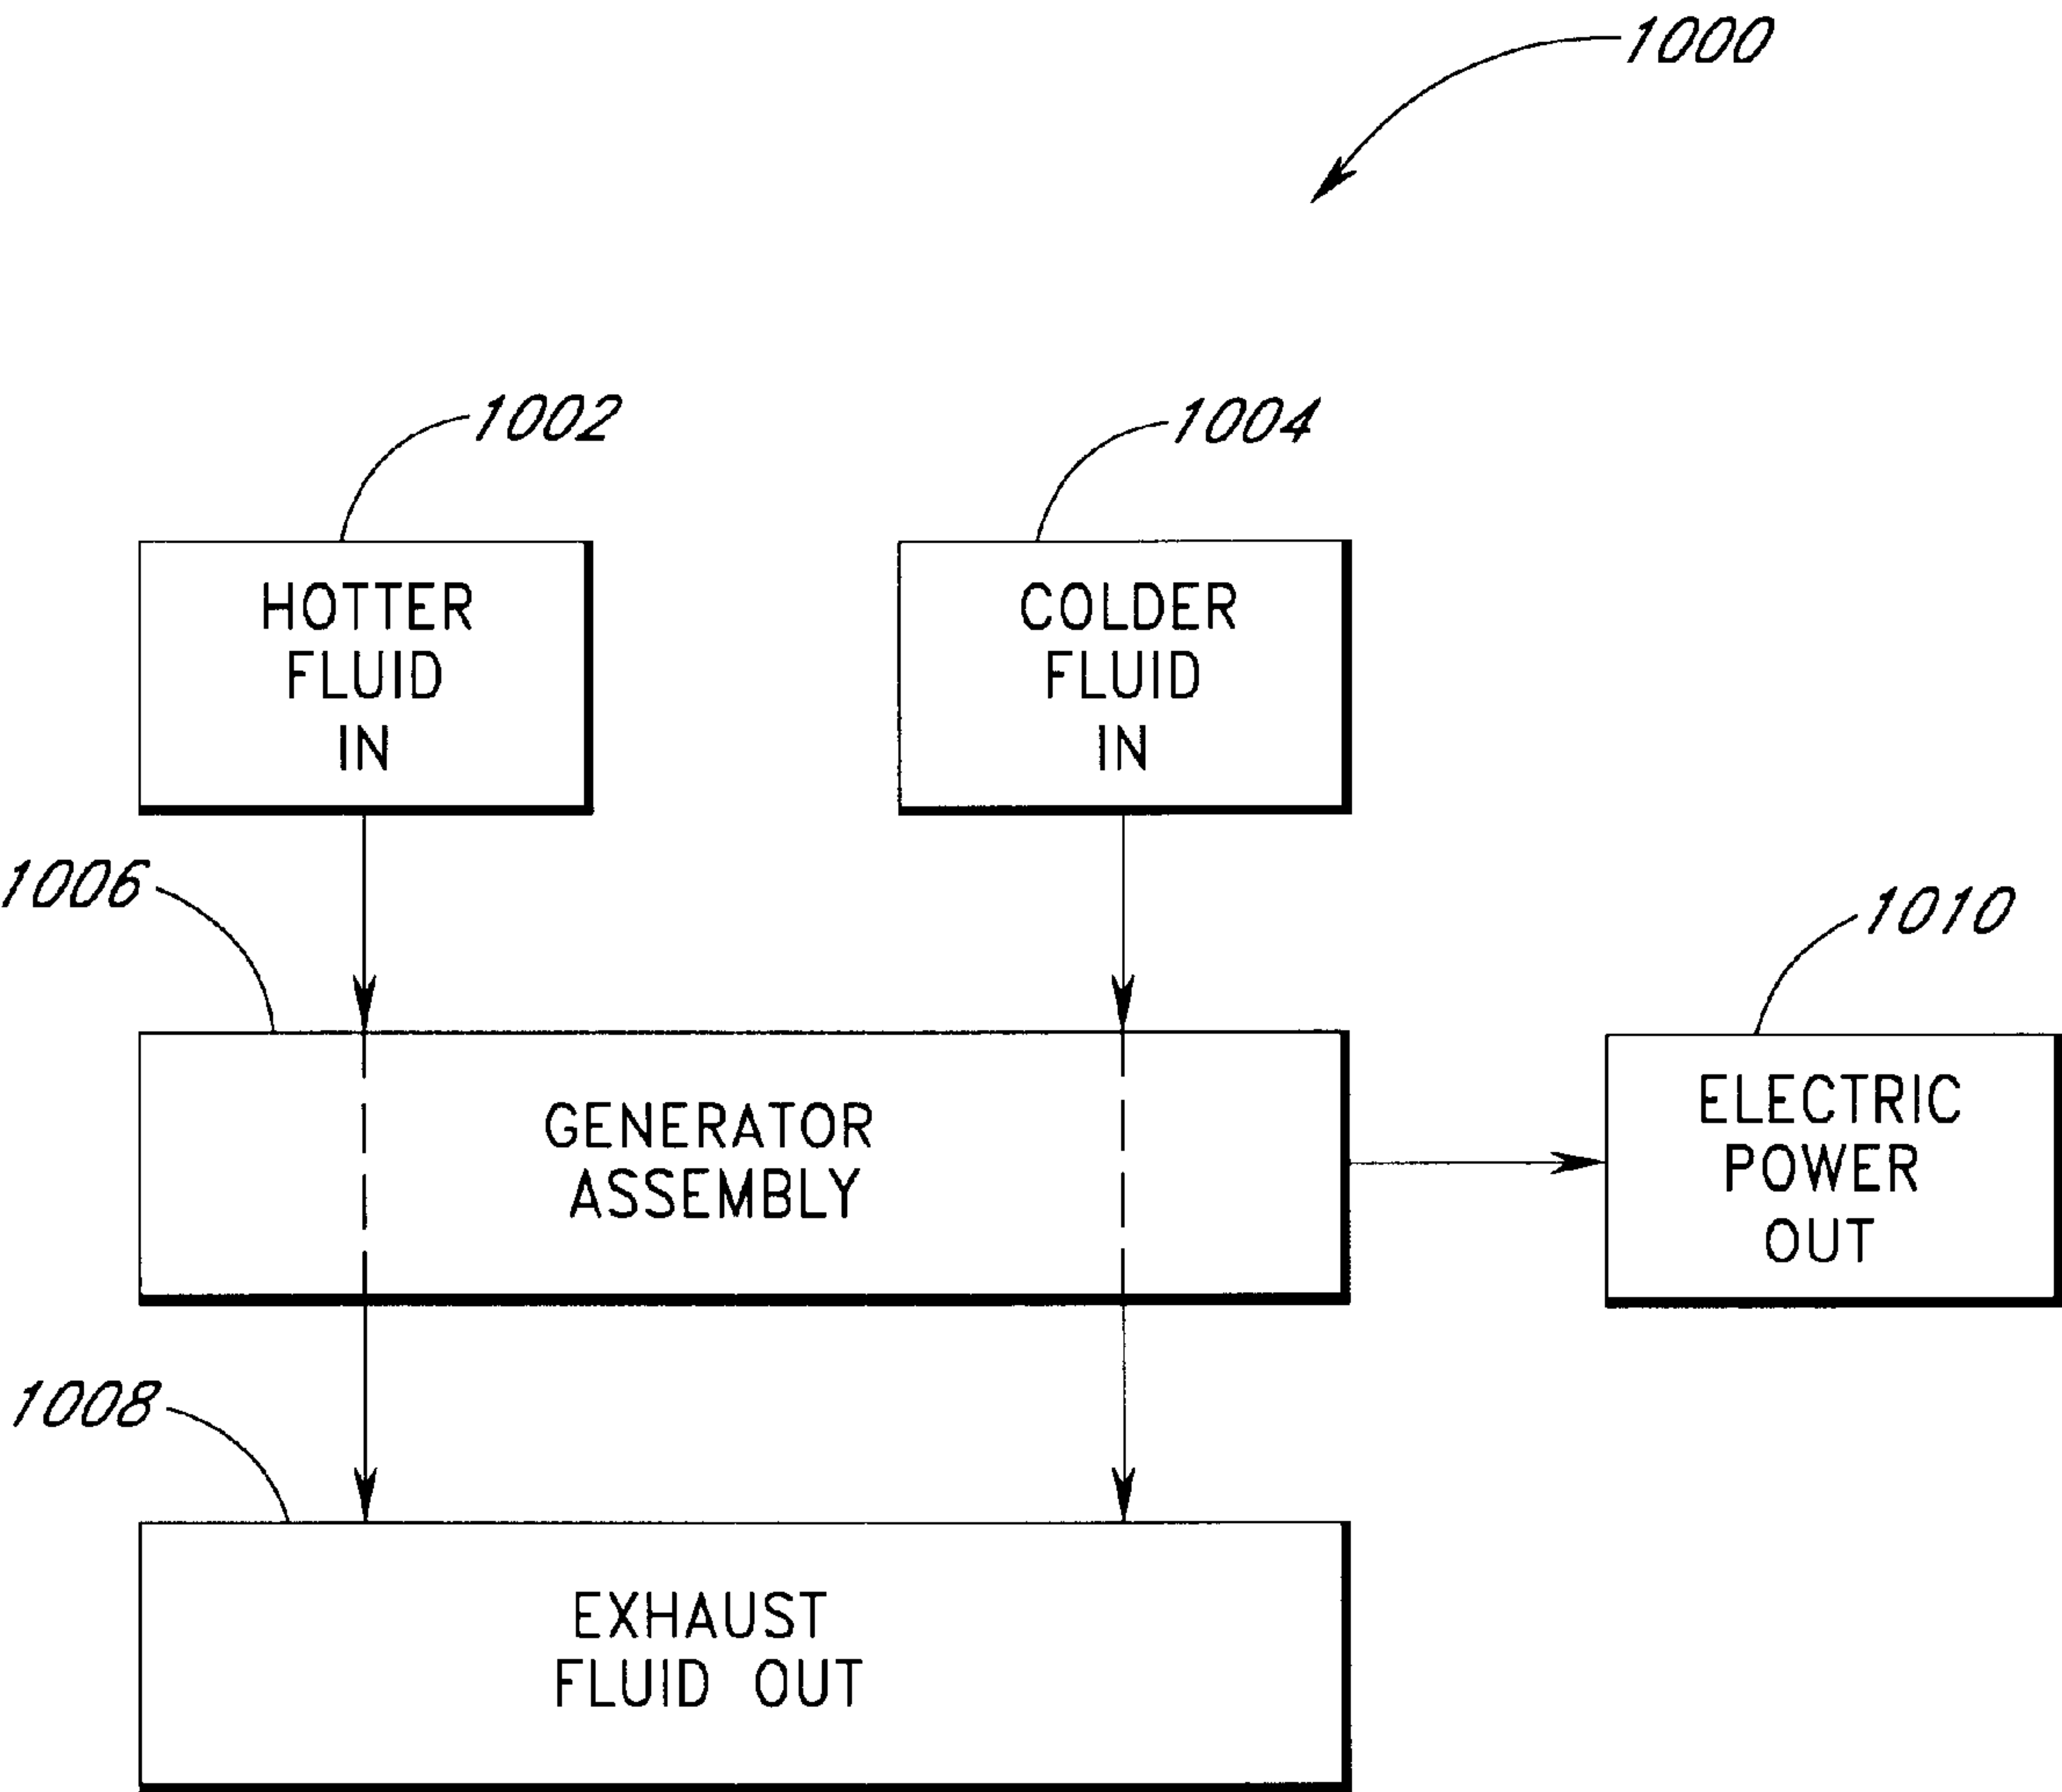 1000
1002
1004
HOTTER
FLUID
IN
COLDER
FLUID
IN
1006
1010
GENERATOR
ASSEMBLY
ELECTRIC
POWER
OUT
1008
EXHAUST
FLUID OUT